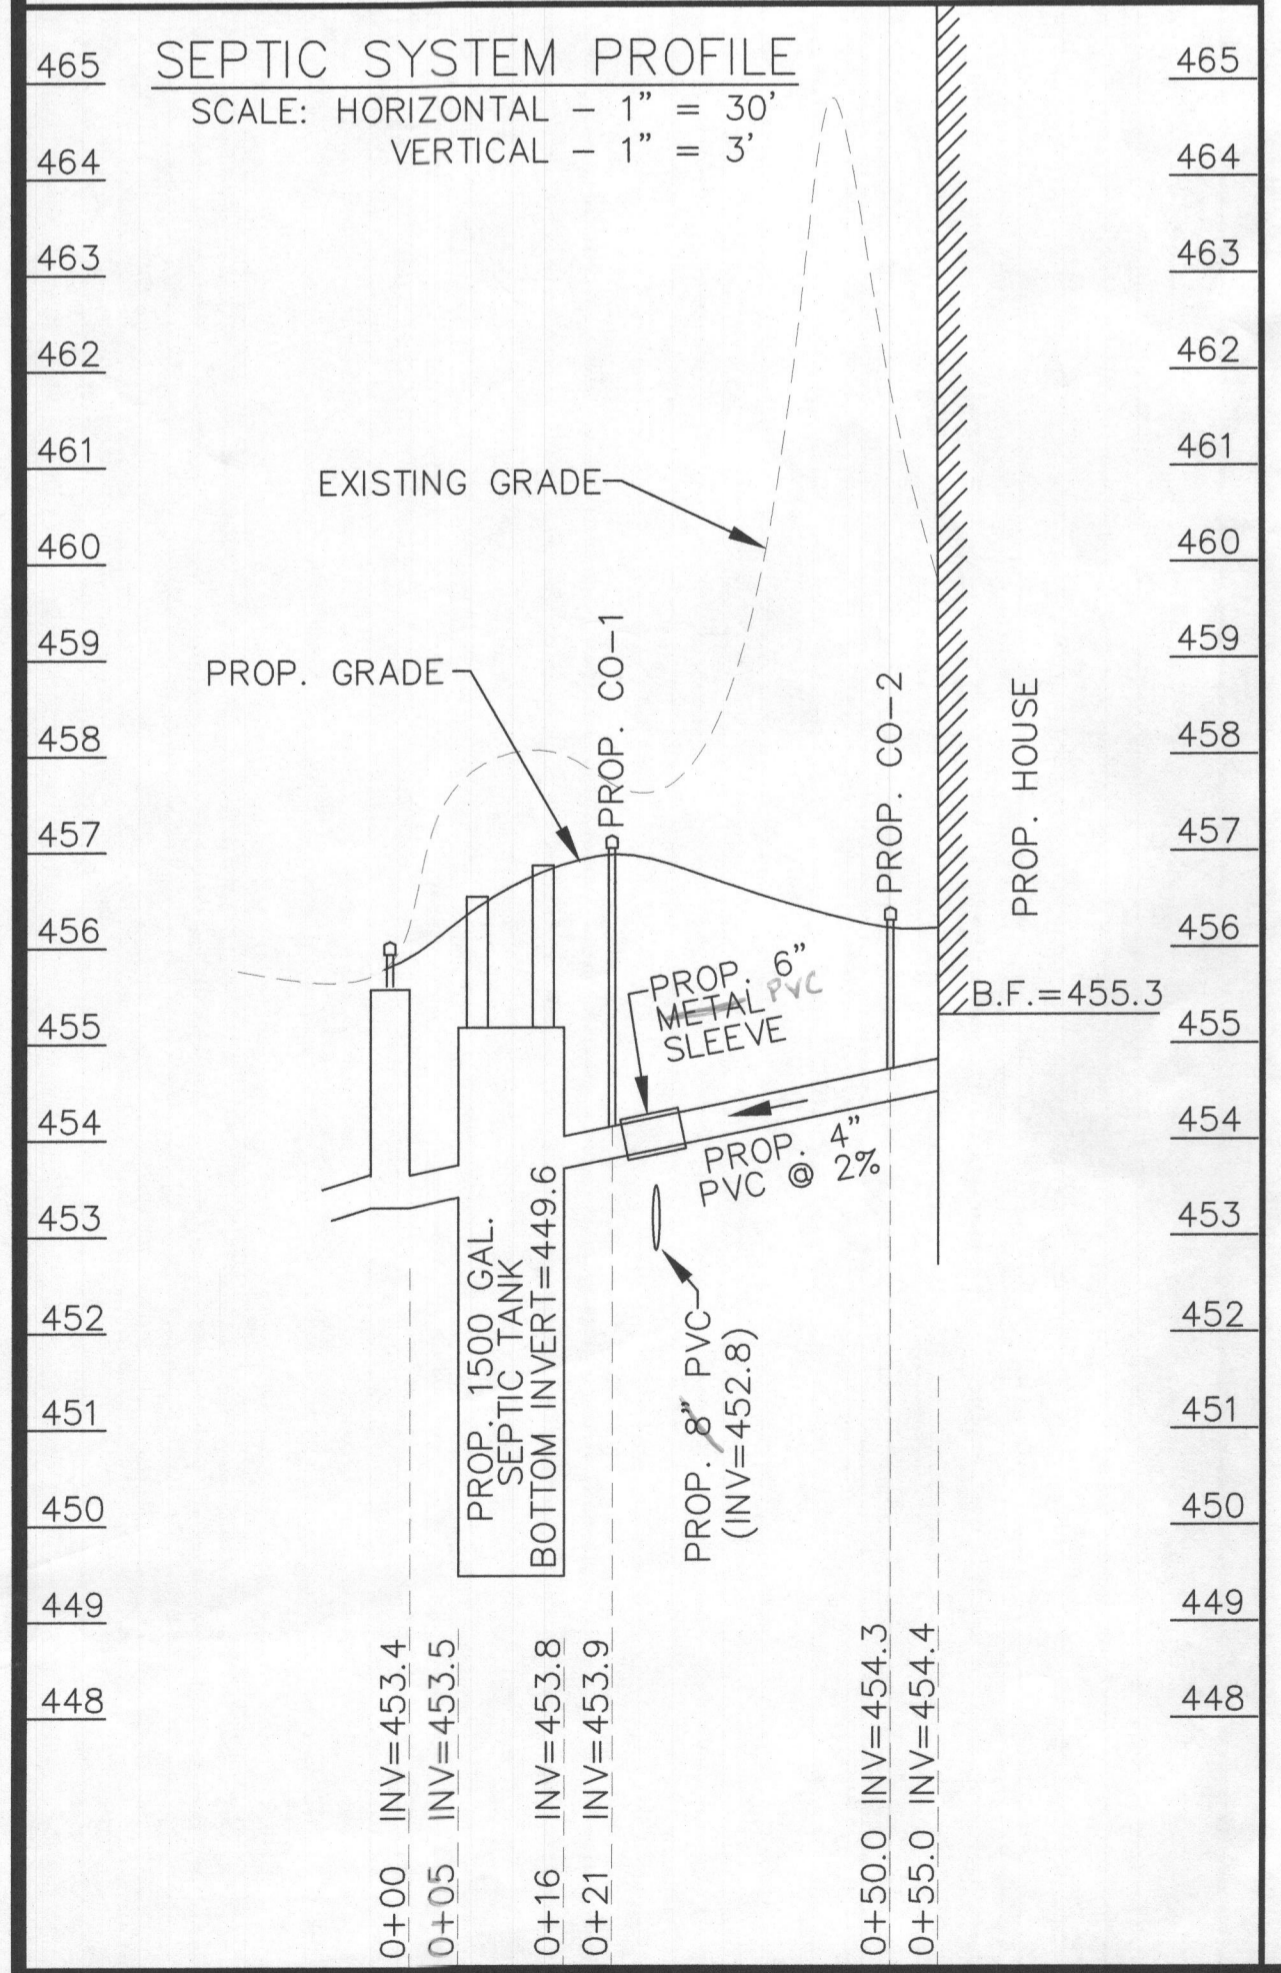 SEPTIC SYSTEM PROFILE
SCALE: HORIZONTAL - 1" = 30'
VERTICAL - 1" = 3'
465
464
463
462
461
460
459
458
457
456
455
454
453
452
451
450
449
448
465
464
463
462
461
460
459
458
457
456
455
454
453
452
451
450
449
448
EXISTING GRADE
PROP. GRADE
PROP. CO-1
PROP. CO-2
PROP. HOUSE
B.F.=455.3
PROP. 6"
METAL PVC
SLEEVE
PROP. 4"
PVC @ 2%
PROP. 1500 GAL.
SEPTIC TANK
BOTTOM INVERT=449.6
PROP. 8" PVC
(INV=452.8)
0+00 INV=453.4
0+05 INV=453.5
0+16 INV=453.8
0+21 INV=453.9
0+50.0 INV=454.3
0+55.0 INV=454.4